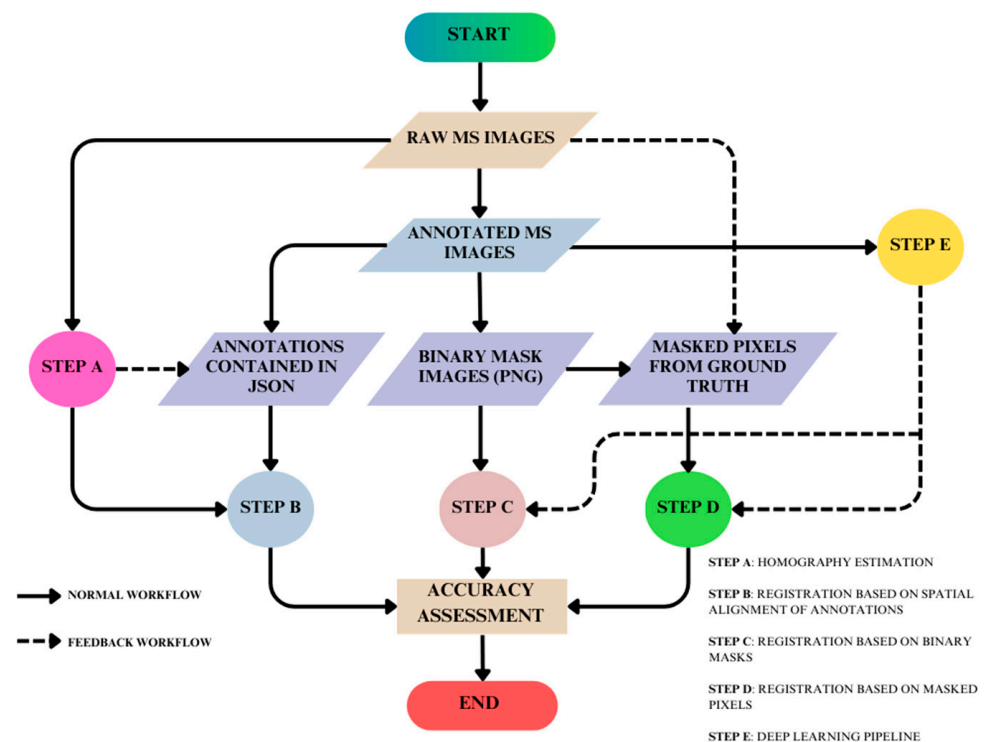 START
RAW MS IMAGES
ANNOTATED MS
IMAGES
STEP E
STEP A
ANNOTATIONS
CONTAINED IN
JSON
BINARY MASK
IMAGES (PNG)
MASKED PIXELS
FROM GROUND
TRUTH
STEP B
STEP C
STEP D
ACCURACY
ASSESSMENT
END
NORMAL WORKFLOW
FEEDBACK WORKFLOW
STEP A: HOMOGRAPHY ESTIMATION
STEP B: REGISTRATION BASED ON SPATIAL
ALIGNMENT OF ANNOTATIONS
STEP C: REGISTRATION BASED ON BINARY
MASKS
STEP D: REGISTRATION BASED ON MASKED
PIXELS
STEP E: DEEP LEARNING PIPELINE